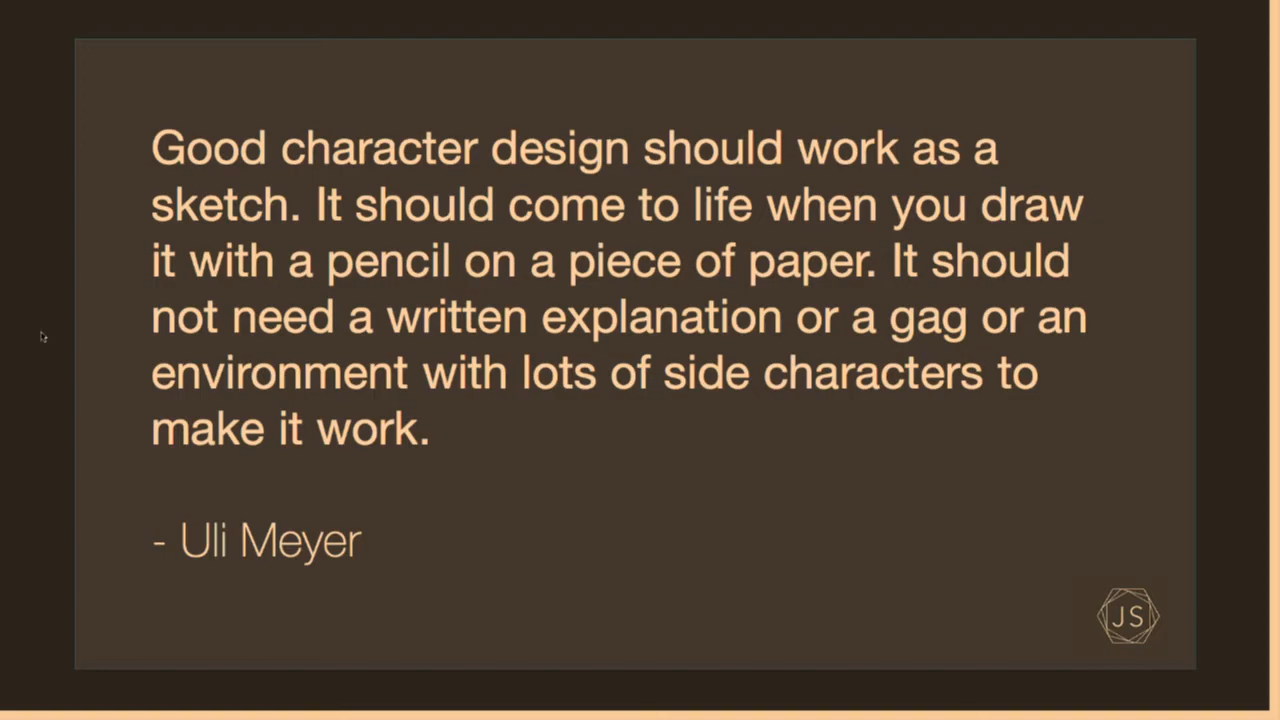 Good character design should work as a
sketch. It should come to life when you draw
it with a pencil on a piece of paper. It should
not need a written explanation or a gag or an
environment with lots of side characters to
make it work.
- Uli Meyer
JS